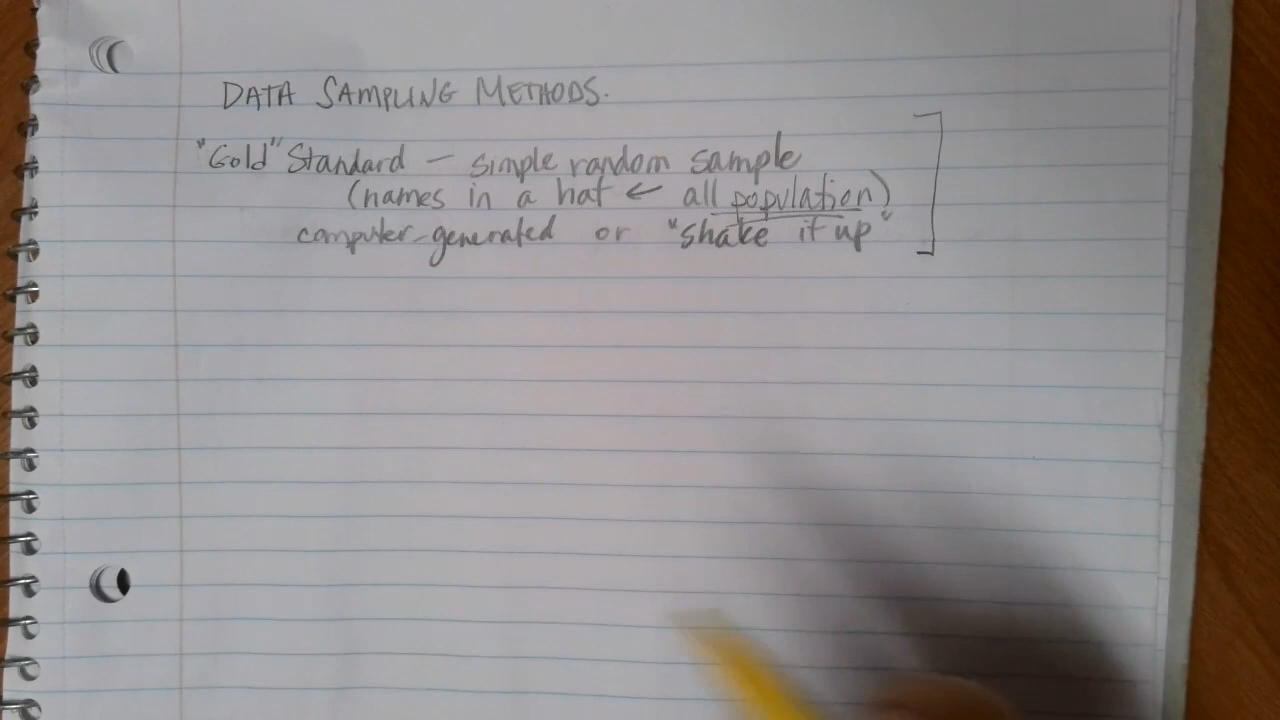 DATA SAMPLING METHODS.
"Gold" Standard — simple random sample
(names in a hat ← all population)
computer-generated or "shake it up"